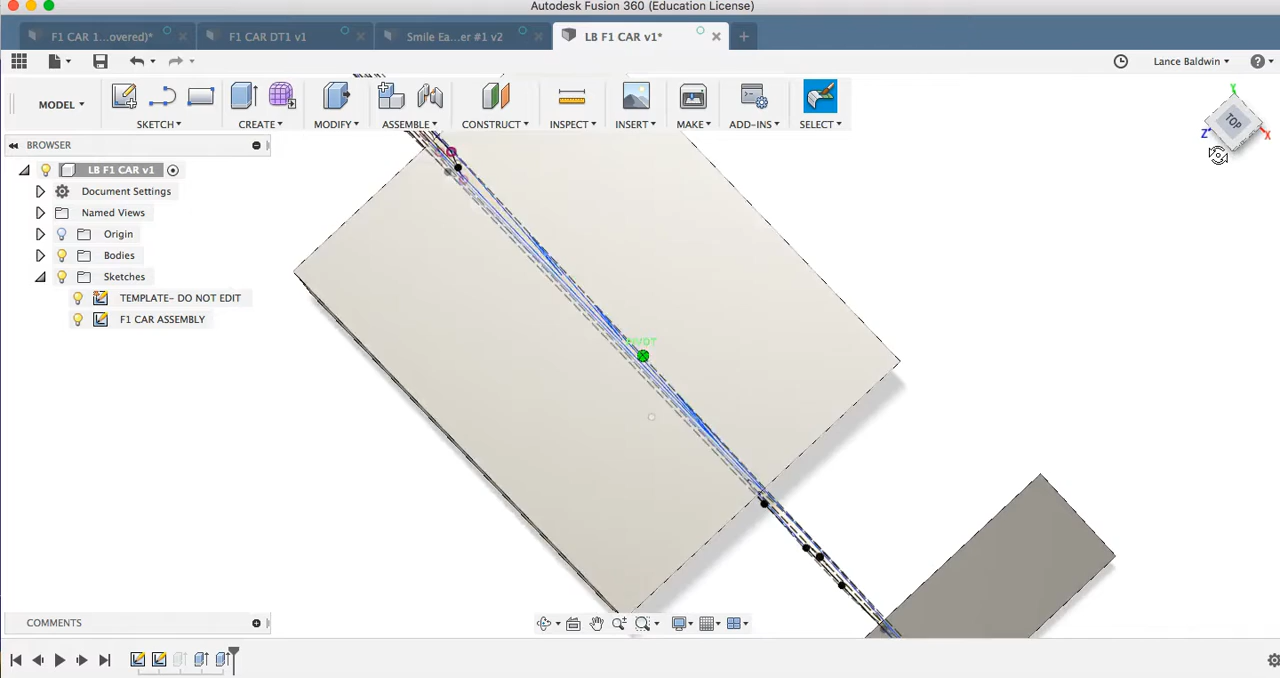 Autodesk Fusion 360 (Education License)
F1 CAR 1...overed)*
F1 CAR DT1 v1
Smile Ea...er #1 v2
LB F1 CAR v1*
Lance Baldwin
MODEL
SKETCH
CREATE
MODIFY
ASSEMBLE
CONSTRUCT
INSPECT
INSERT
MAKE
ADD-INS
SELECT
Y
TOP
Z
X
BROWSER
LB F1 CAR v1
Document Settings
Named Views
Origin
Bodies
Sketches
TEMPLATE- DO NOT EDIT
F1 CAR ASSEMBLY
PIVOT
COMMENTS